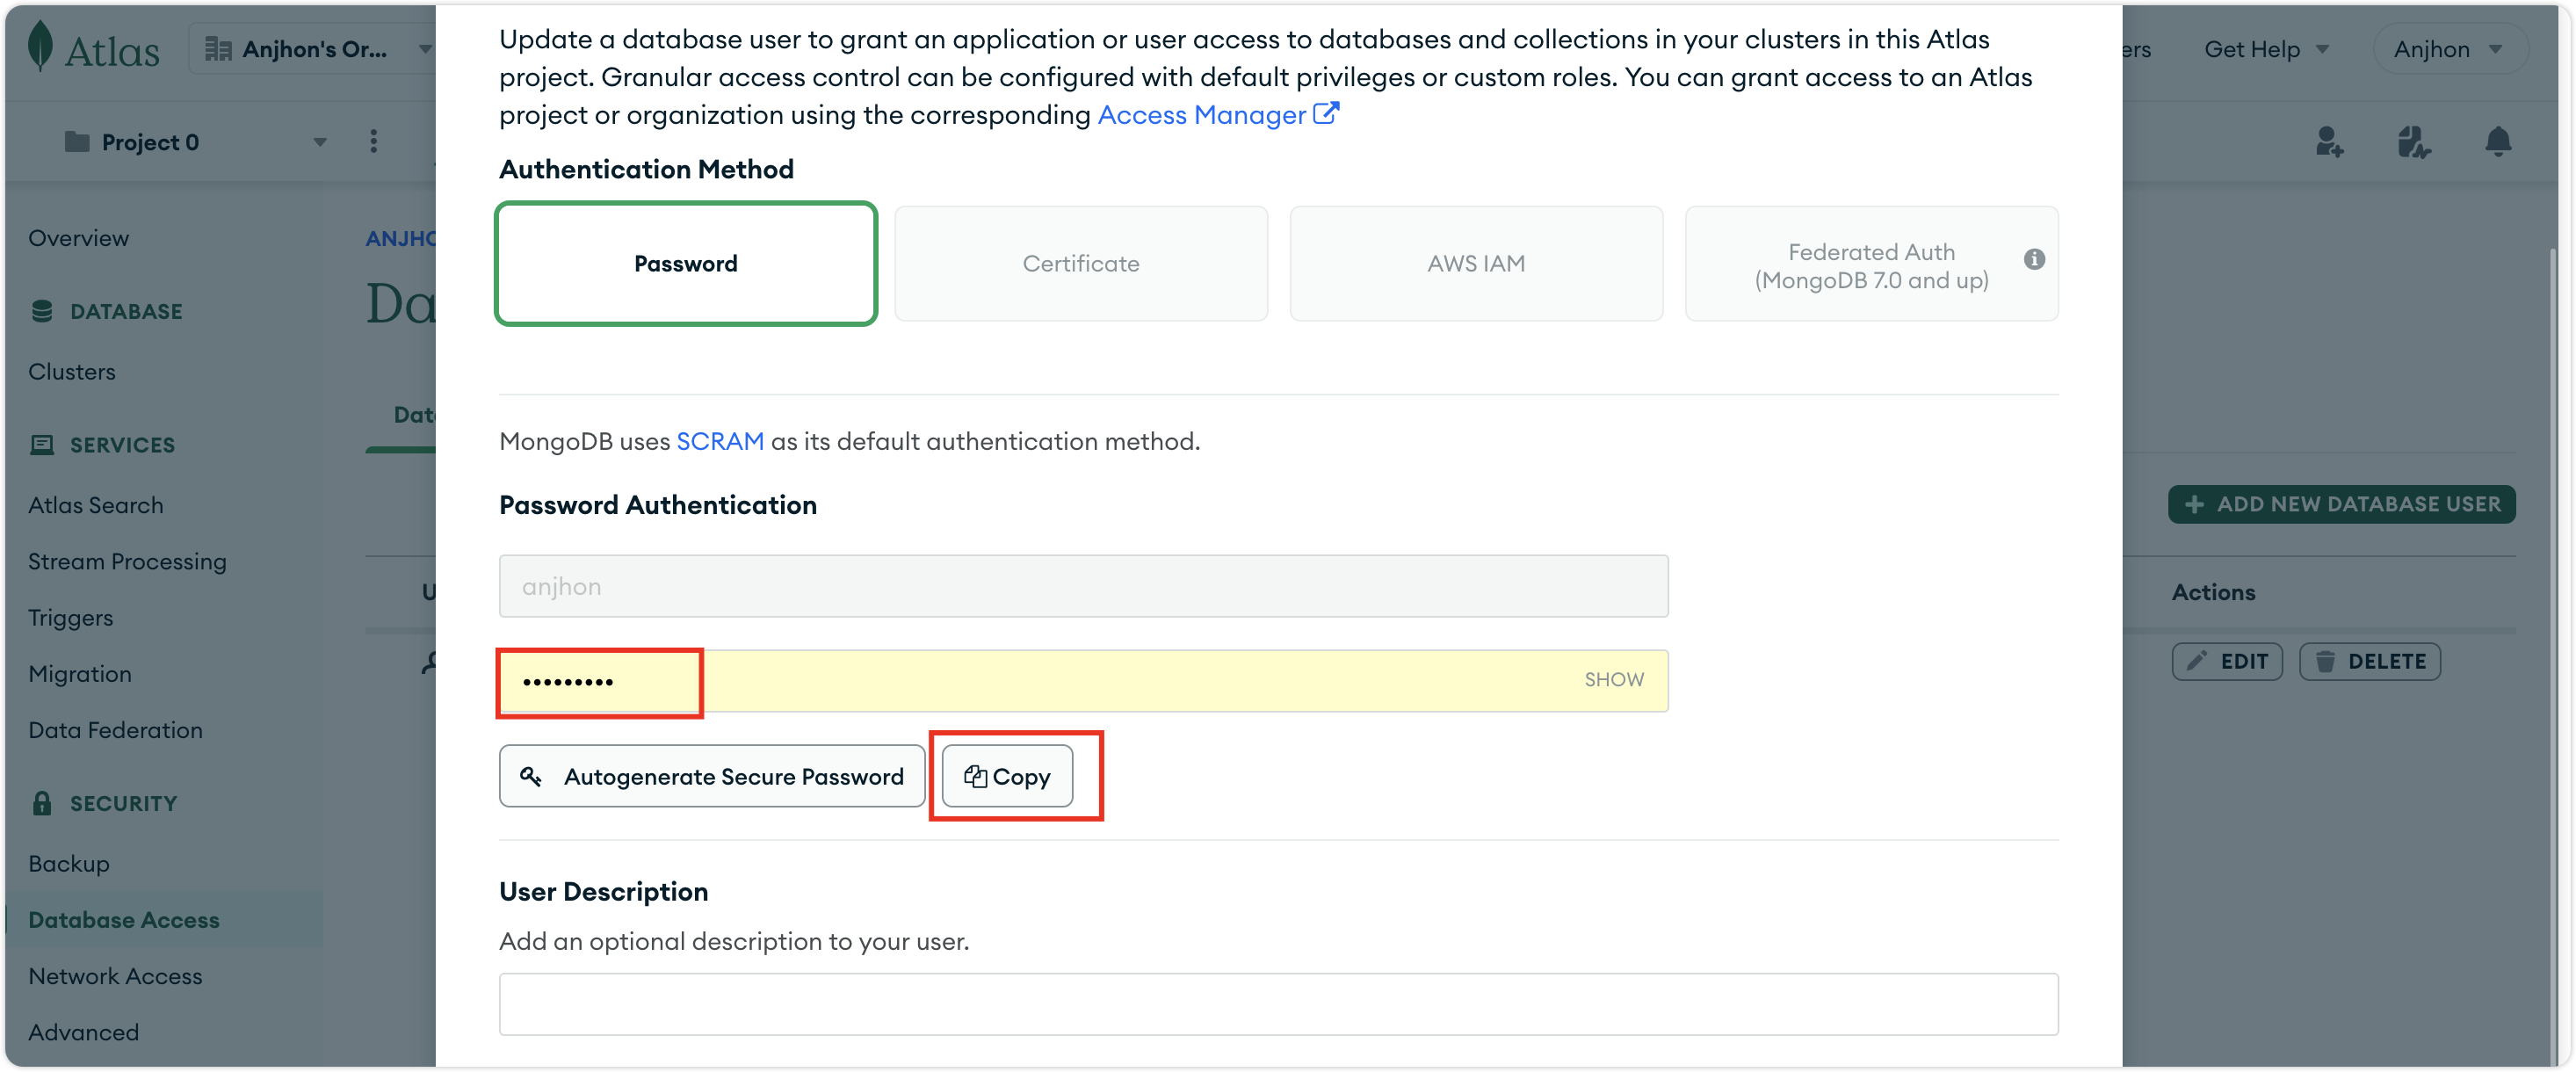 Atlas
Anjhon's Or...
Get Help
Anjhon
Project 0
Overview
DATABASE
Clusters
SERVICES
Atlas Search
Stream Processing
Triggers
Migration
Data Federation
SECURITY
Backup
Database Access
Network Access
Advanced
Update a database user to grant an application or user access to databases and collections in your clusters in this Atlas
project. Granular access control can be configured with default privileges or custom roles. You can grant access to an Atlas
project or organization using the corresponding Access Manager
Authentication Method
Password
Certificate
AWS IAM
Federated Auth
(MongoDB 7.0 and up)
MongoDB uses SCRAM as its default authentication method.
Password Authentication
anjhon
•••••••••
SHOW
Autogenerate Secure Password
Copy
User Description
Add an optional description to your user.
ADD NEW DATABASE USER
Actions
EDIT
DELETE